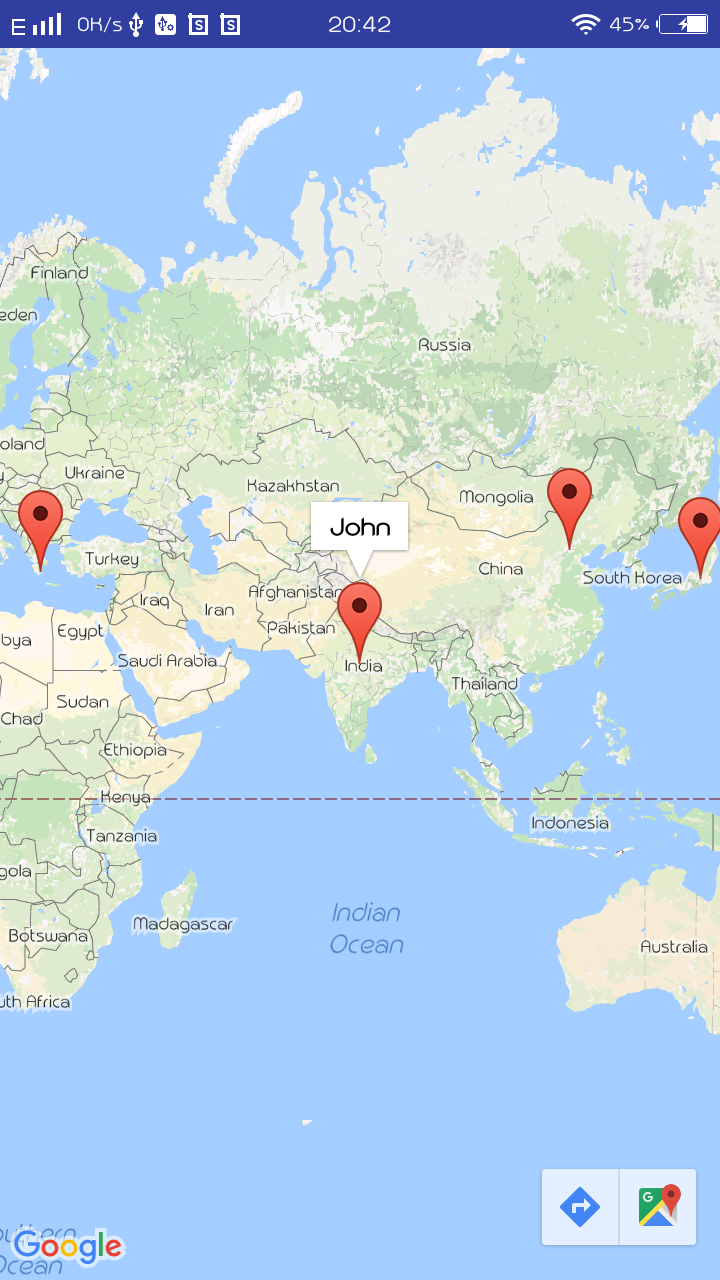 E 0K/s S S 20:42 45%
Finland
eden
Russia
oland
Ukraine
y
Kazakhstan
Mongolia
John
Turkey
China
South Korea
Afghanistan
Iraq
Iran
Pakistan
Egypt
bya
Saudi Arabia
India
Thailand
Sudan
Chad
Ethiopia
Kenya
Indonesia
Tanzania
gola
Indian
Ocean
Madagascar
Botswana
Australia
uth Africa
G
outhern
Ocean
Google